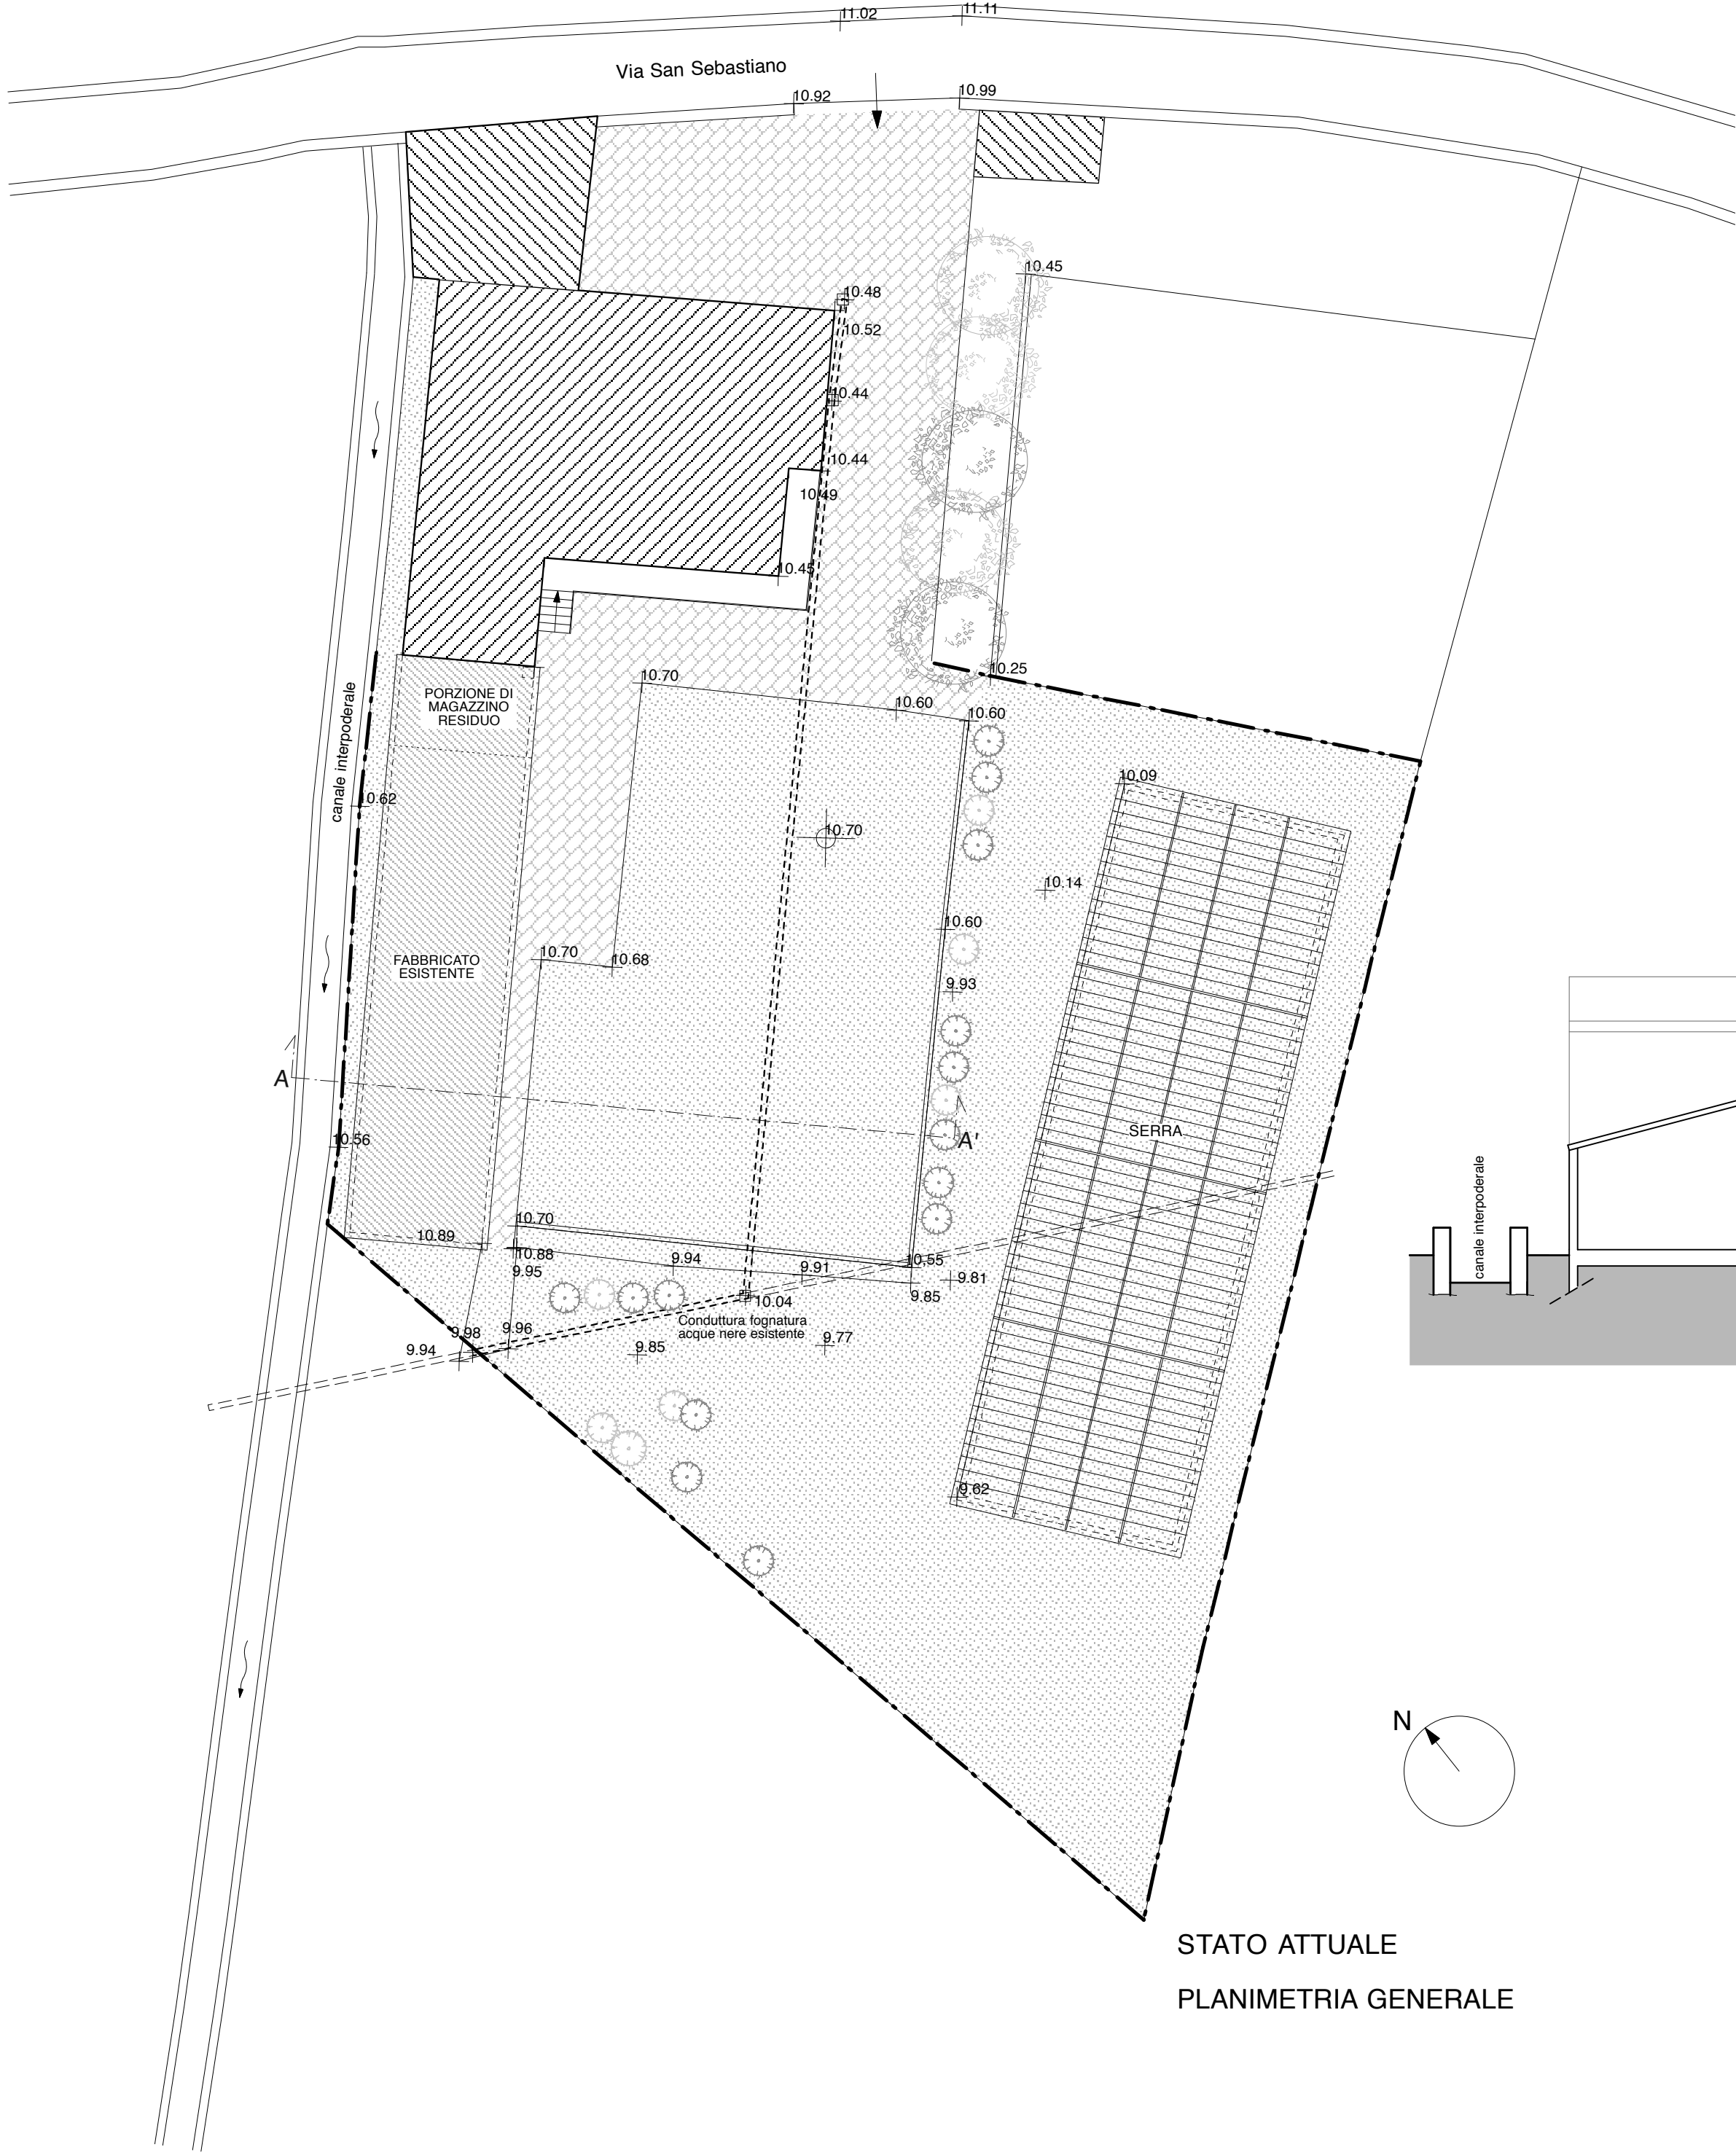 11.02
11.11
Via San Sebastiano
10.92
10.99
10.45
10.48
10.52
10.44
10.44
10.49
10.45
10.25
PORZIONE DI
MAGAZZINO
RESIDUO
10.70
10.60
10.60
canale interpoderale
10.62
10.09
10.70
10.14
10.60
10.70
10.68
FABBRICATO
ESISTENTE
9.93
A
A'
SERRA
10.56
canale interpoderale
10.70
10.89
10.88
9.95
9.94
9.91
10,55
9.81
9.85
10.04
Conduttura fognatura
acque nere esistente
9.98
9.96
9.94
9.85
9.77
9.62
N
STATO ATTUALE
PLANIMETRIA GENERALE